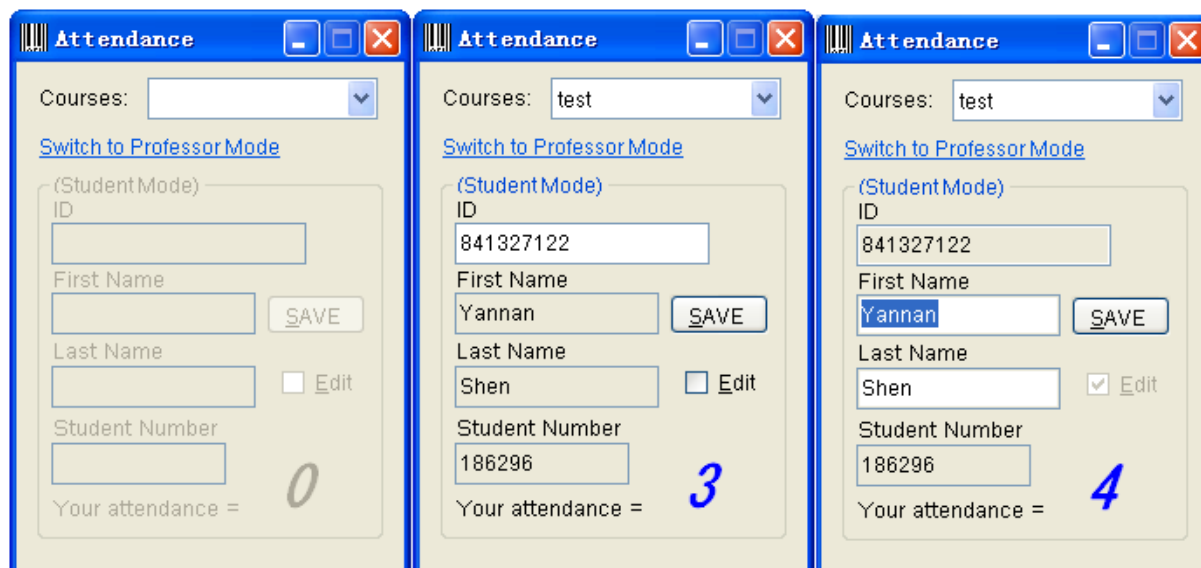 Attendance
Courses:
Switch to Professor Mode
(Student Mode)
ID
First Name
SAVE
Last Name
Edit
Student Number
Your attendance = 0
Attendance
Courses: test
Switch to Professor Mode
(Student Mode)
ID
841327122
First Name
Yannan SAVE
Last Name
Shen Edit
Student Number
186296
Your attendance = 3
Attendance
Courses: test
Switch to Professor Mode
(Student Mode)
ID
841327122
First Name
Yannan SAVE
Last Name
Shen Edit
Student Number
186296
Your attendance = 4